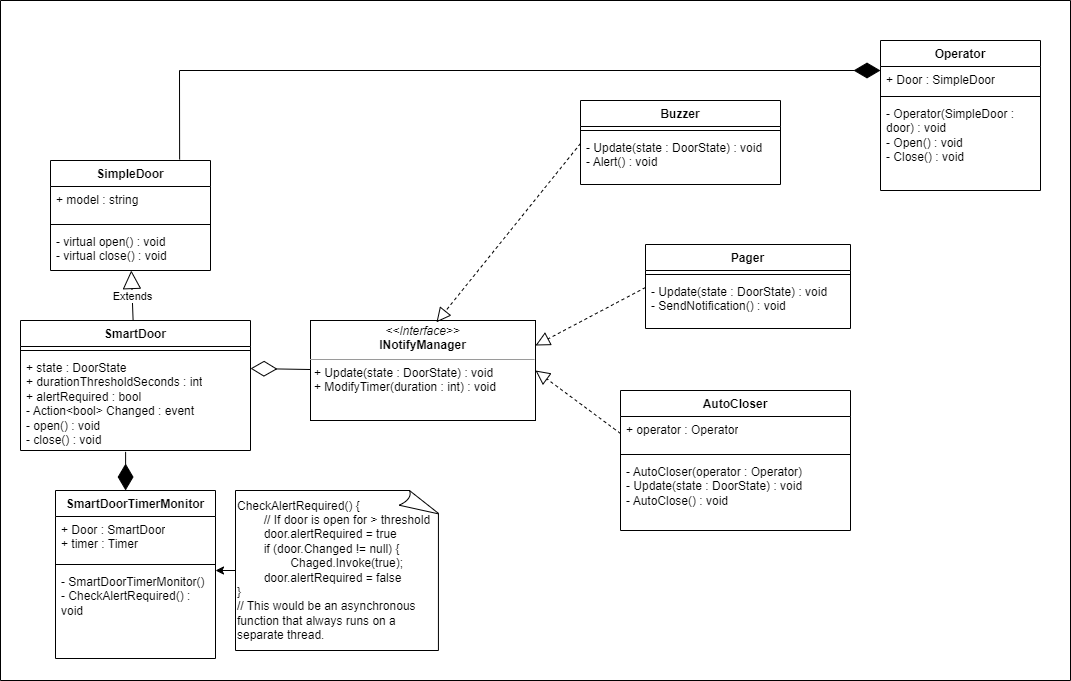 Operator
+ Door : SimpleDoor
- Operator(SimpleDoor :
door) : void
- Open() : void
- Close() : void
Buzzer
- Update(state : DoorState) : void
- Alert() : void
SimpleDoor
+ model : string
- virtual open() : void
- virtual close() : void
Extends
Pager
- Update(state : DoorState) : void
- SendNotification() : void
SmartDoor
+ state : DoorState
+ durationThresholdSeconds : int
+ alertRequired : bool
- Action<bool> Changed : event
- open() : void
- close() : void
<<Interface>>
INotifyManager
+ Update(state : DoorState) : void
+ ModifyTimer(duration : int) : void
AutoCloser
+ operator : Operator
- AutoCloser(operator : Operator)
- Update(state : DoorState) : void
- AutoClose() : void
SmartDoorTimerMonitor
+ Door : SmartDoor
+ timer : Timer
- SmartDoorTimerMonitor()
- CheckAlertRequired() :
void
CheckAlertRequired() {
// If door is open for > threshold
door.alertRequired = true
if (door.Changed != null) {
Chaged.Invoke(true);
door.alertRequired = false
}
// This would be an asynchronous
function that always runs on a
separate thread.